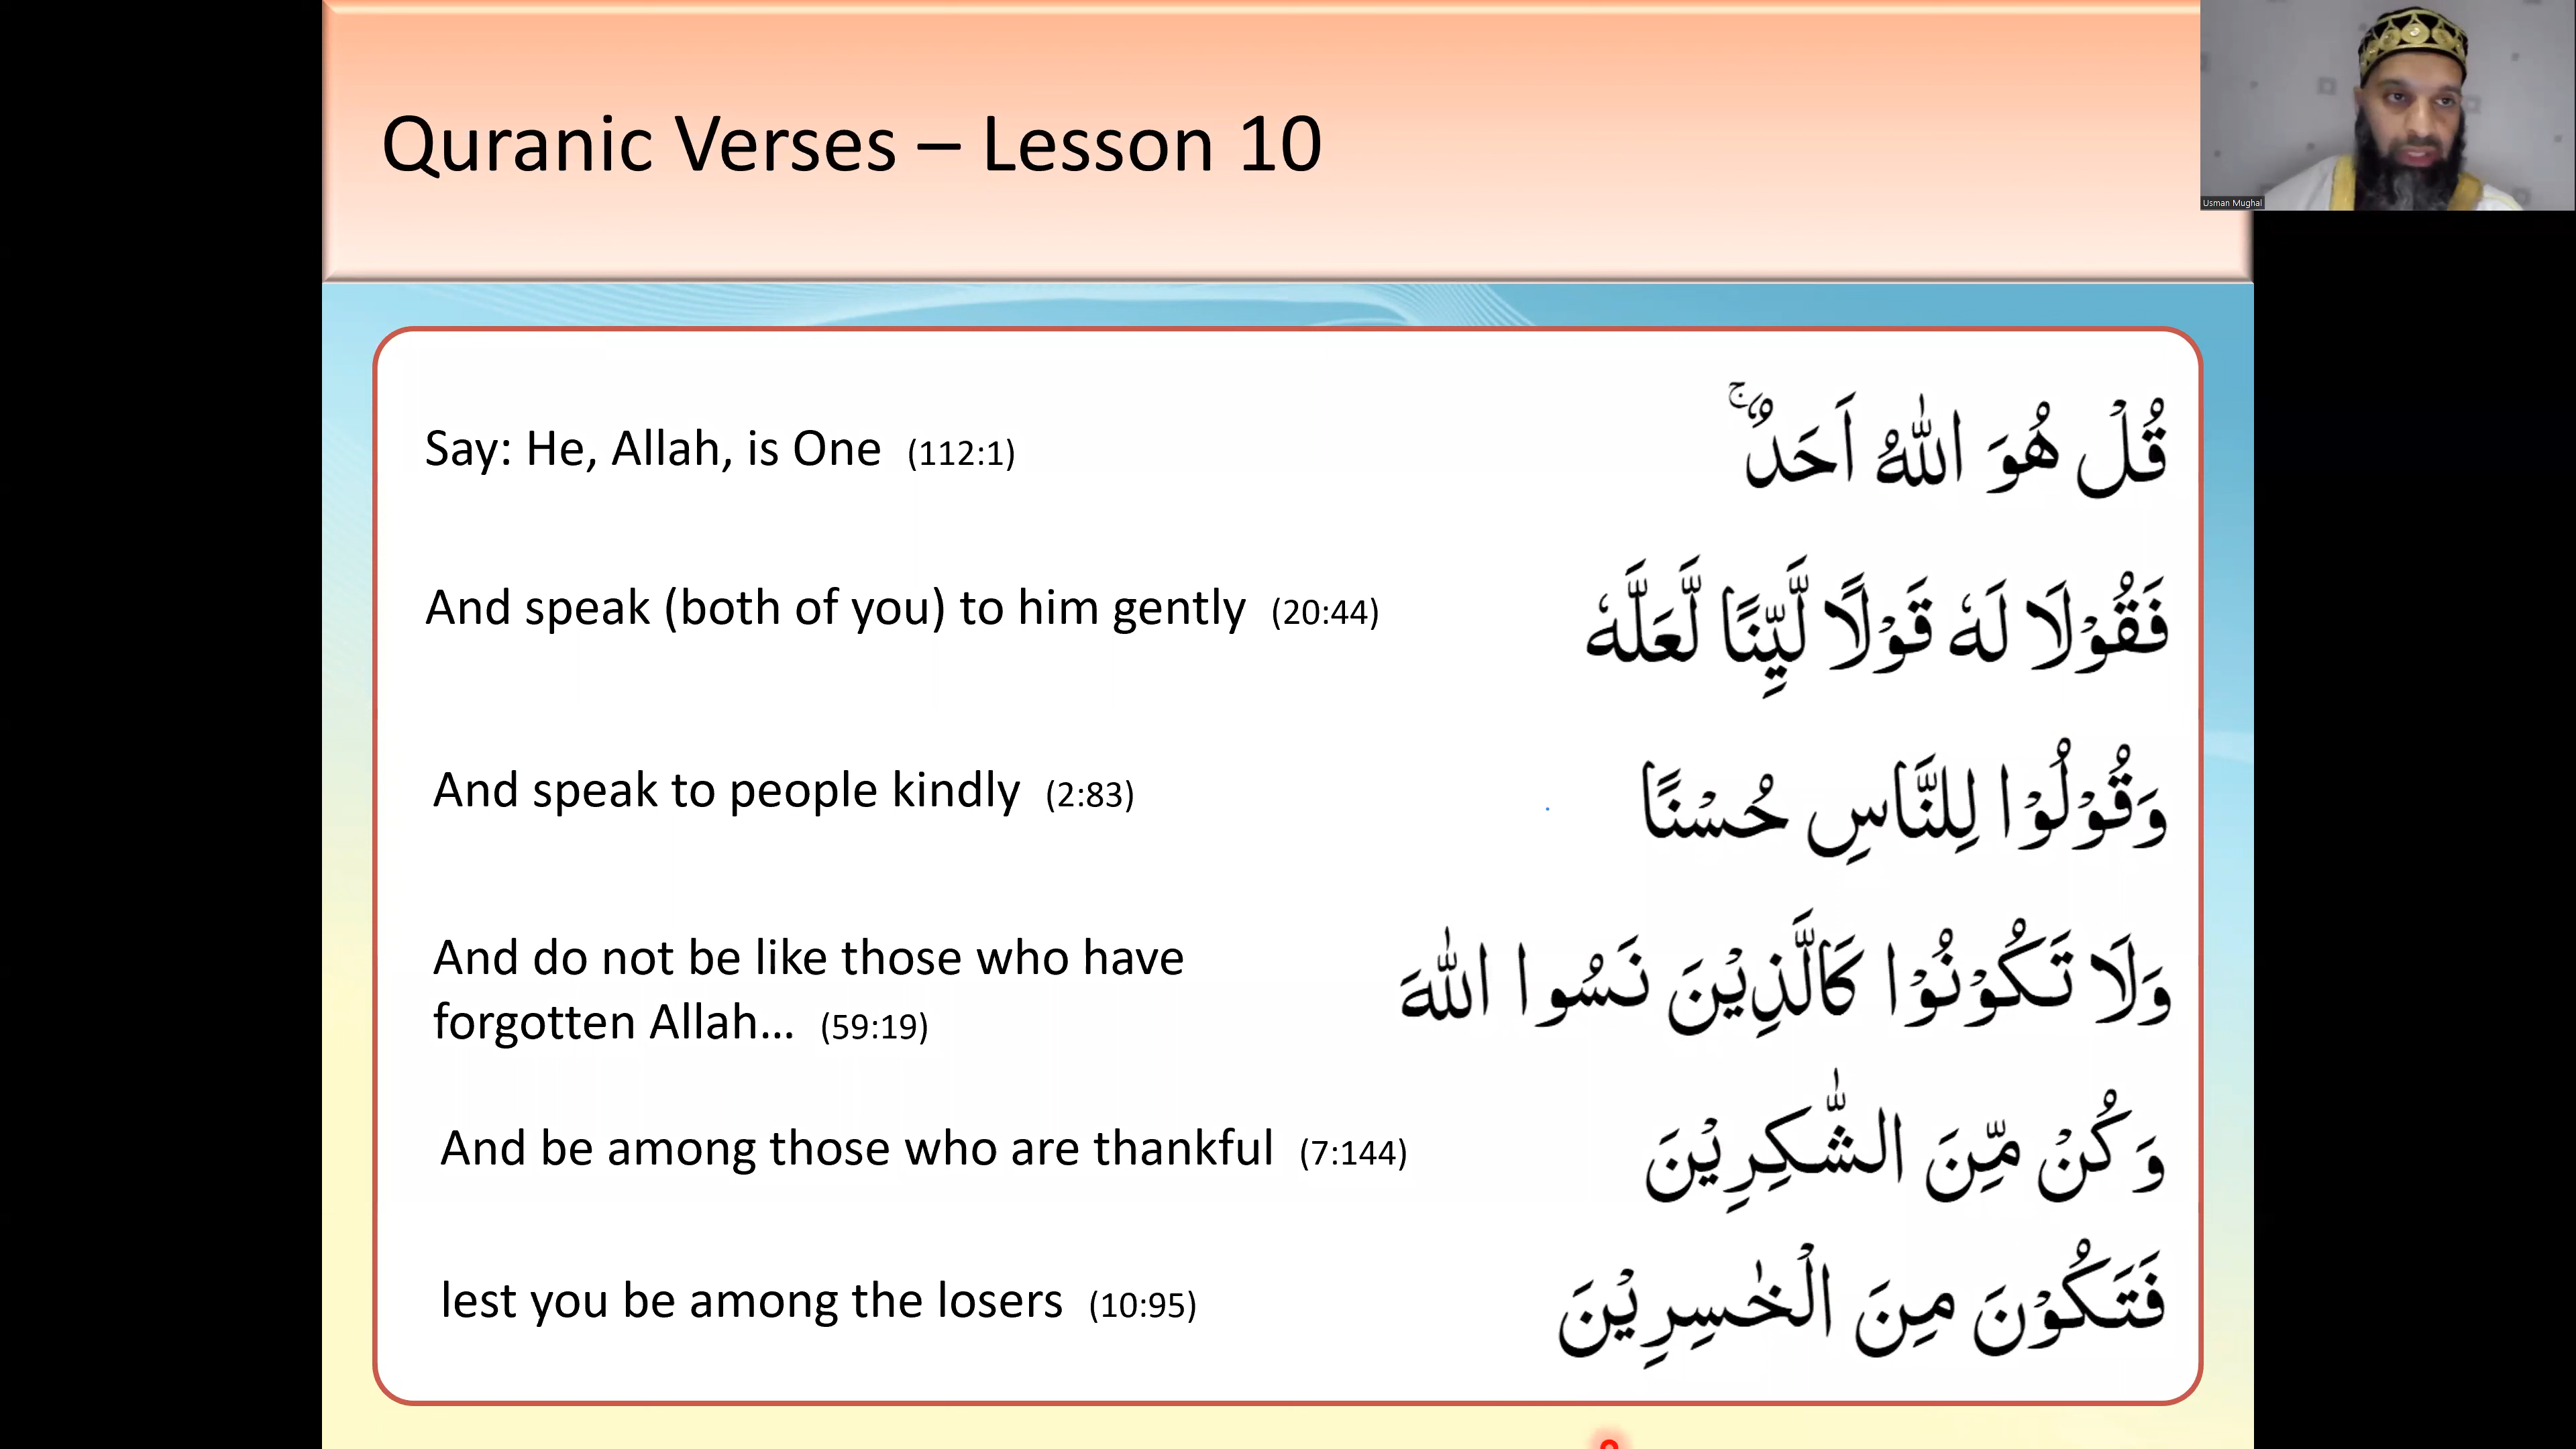 Quranic Verses – Lesson 10
Usman Mughal
Say: He, Allah, is One (112:1)
قُلْ هُوَ اللّٰهُ اَحَدٌۚ
And speak (both of you) to him gently (20:44)
فَقُوْلَا لَهٗ قَوْلًا لَّيِّنًا لَّعَلَّهٗ
And speak to people kindly (2:83)
وَقُوْلُوْا لِلنَّاسِ حُسْنًا
And do not be like those who have
forgotten Allah... (59:19)
وَلَا تَكُوْنُوْا كَالَّذِيْنَ نَسُوا اللّٰهَ
And be among those who are thankful (7:144)
وَكُنْ مِّنَ الشّٰكِرِيْنَ
lest you be among the losers (10:95)
فَتَكُوْنَ مِنَ الْخٰسِرِيْنَ